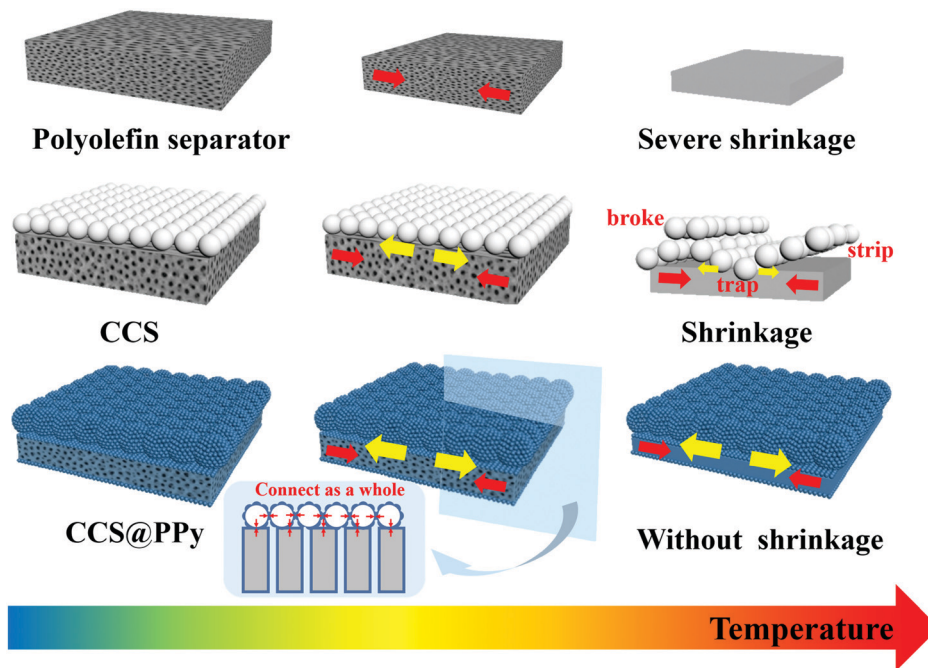 Polyolefin separator
Severe shrinkage
broke
strip
trap
CCS
Shrinkage
Connect as a whole
CCS@PPy
Without shrinkage
Temperature